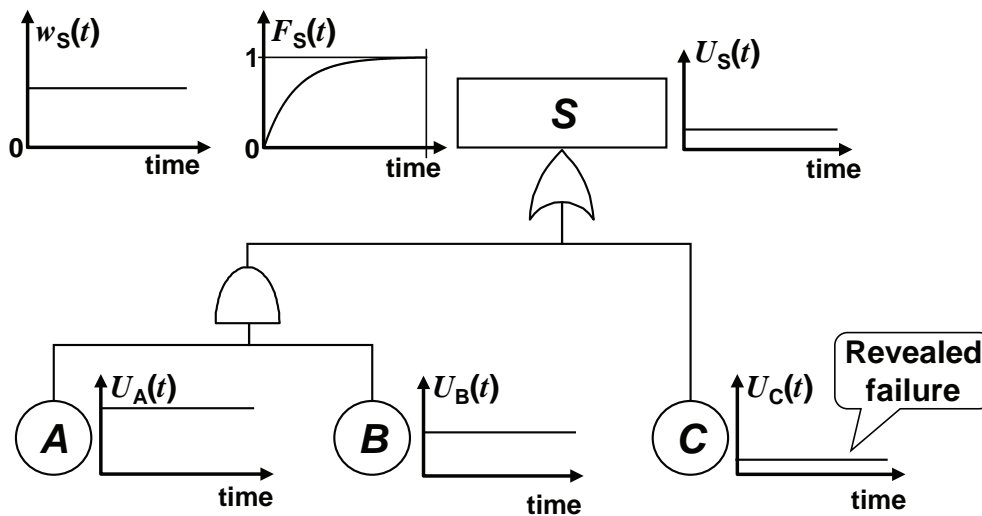 wS(t)
0
time
FS(t)
1
0
time
S
US(t)
time
A
UA(t)
time
B
UB(t)
time
C
UC(t)
time
Revealed
failure